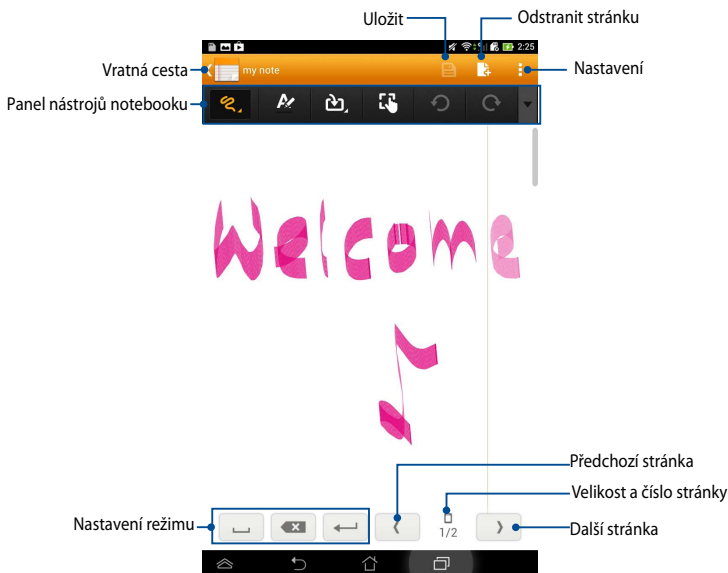 Uložit
Odstranit stránku
2:25
Vratná cesta
my note
Nastavení
Panel nástrojů notebooku
Welcome
Předchozí stránka
Velikost a číslo stránky
Nastavení režimu
1/2
Další stránka